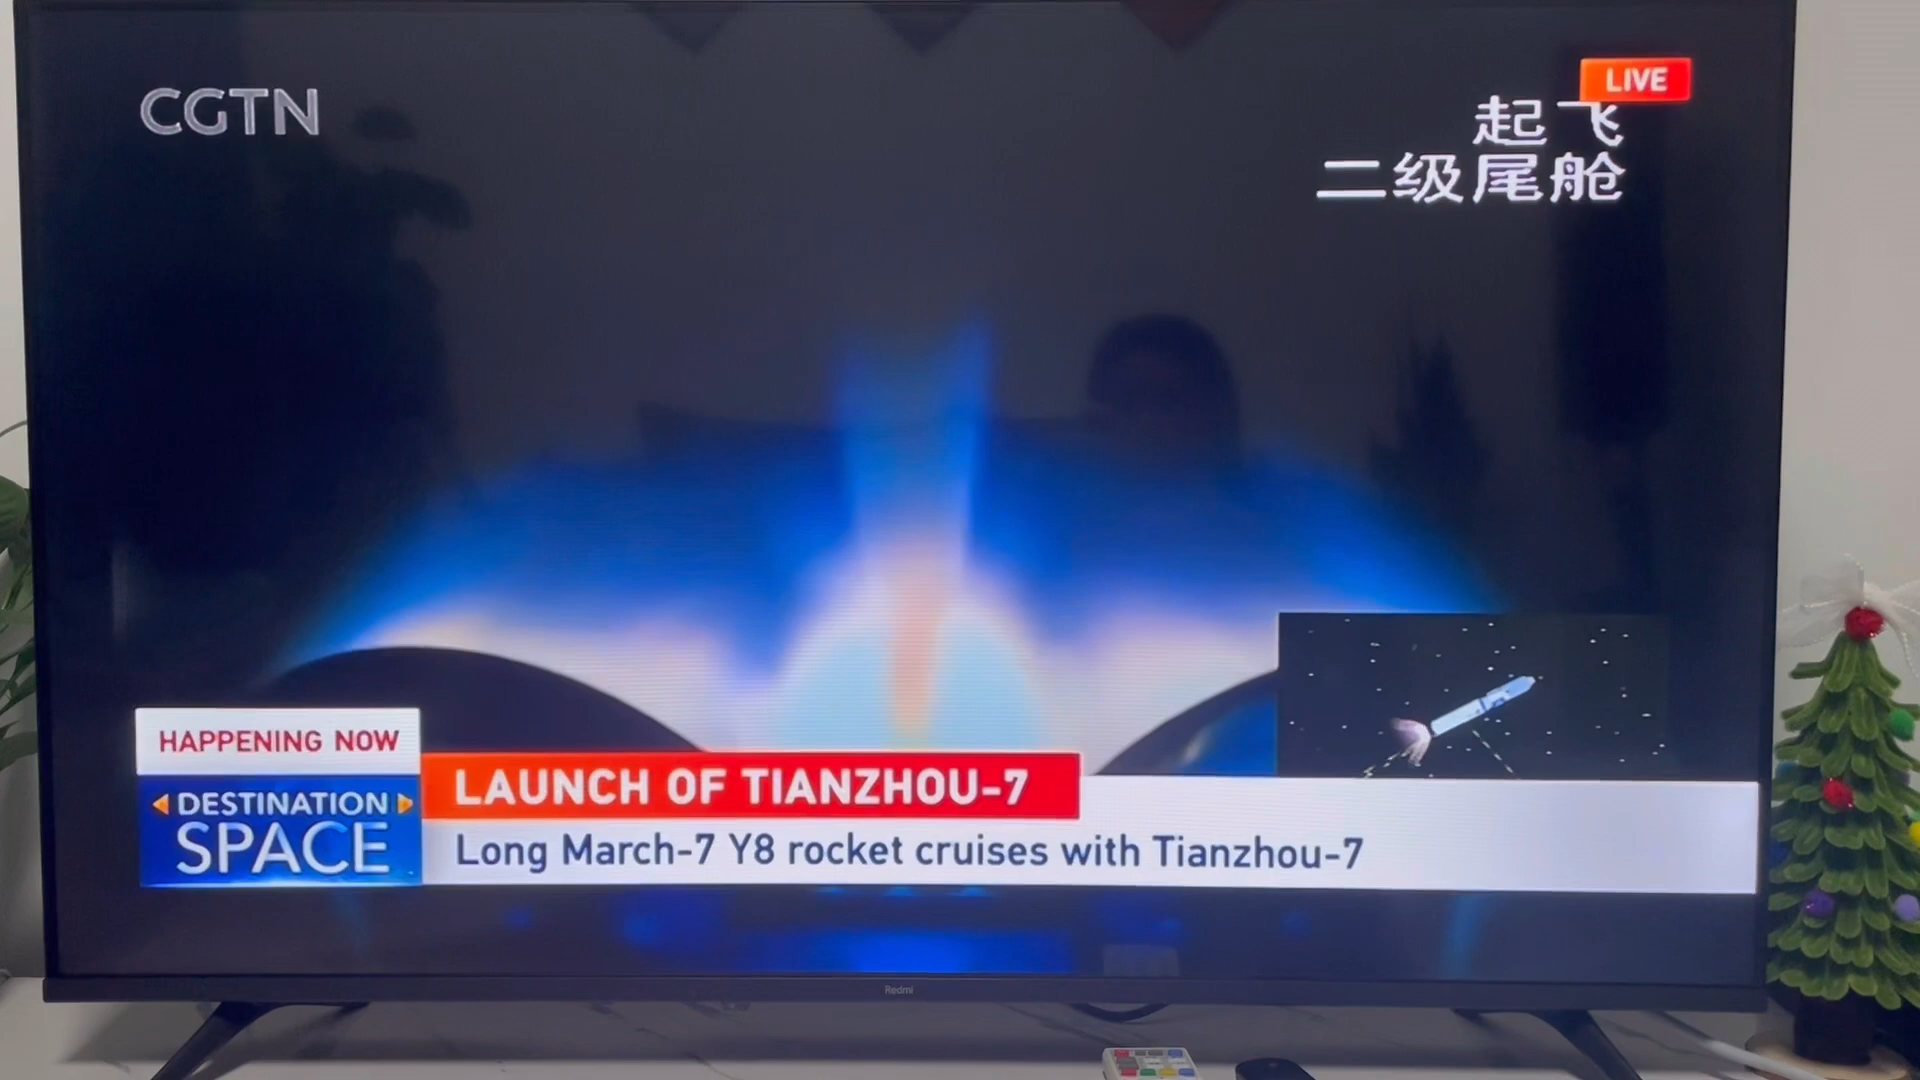 CGTN
LIVE
起飞
二级尾舱
HAPPENING NOW
DESTINATION
SPACE
LAUNCH OF TIANZHOU-7
Long March-7 Y8 rocket cruises with Tianzhou-7
Redmi